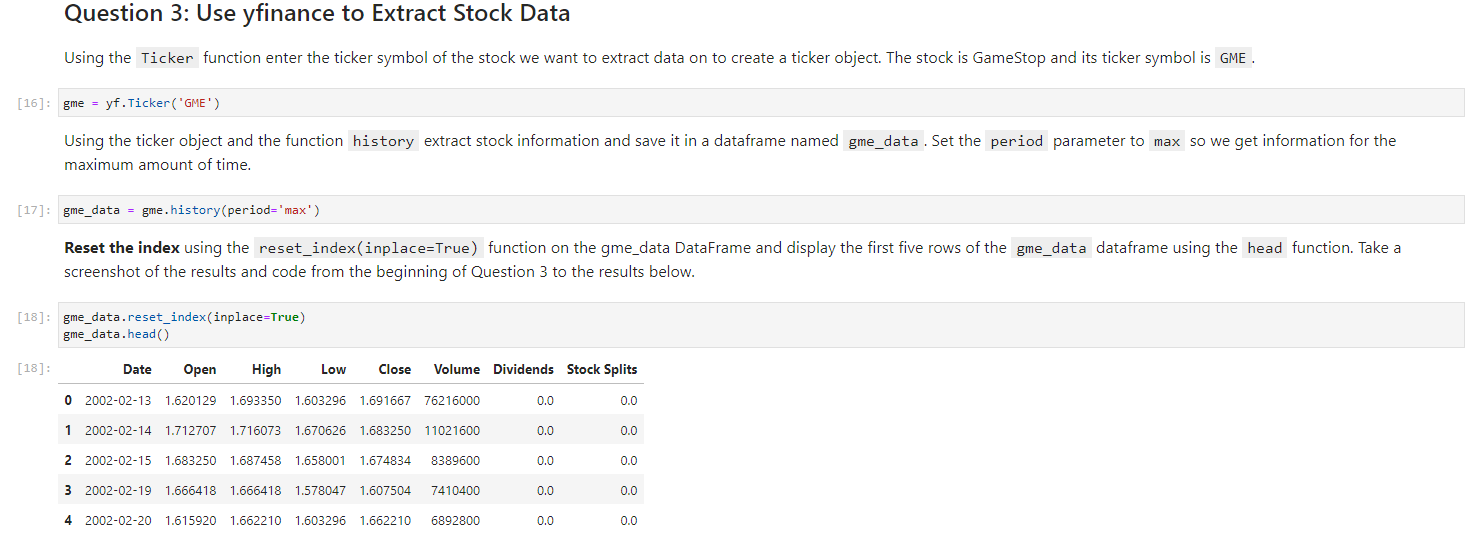 Question 3: Use yfinance to Extract Stock Data
Using the Ticker function enter the ticker symbol of the stock we want to extract data on to create a ticker object. The stock is GameStop and its ticker symbol is GME .
[16]: gme = yf.Ticker('GME')
Using the ticker object and the function history extract stock information and save it in a dataframe named gme_data . Set the period parameter to max so we get information for the
maximum amount of time.
[17]: gme_data = gme.history(period='max')
Reset the index using the reset_index(inplace=True) function on the gme_data DataFrame and display the first five rows of the gme_data dataframe using the head function. Take a
screenshot of the results and code from the beginning of Question 3 to the results below.
[18]: gme_data.reset_index(inplace=True)
gme_data.head()
[18]: Date Open High Low Close Volume Dividends Stock Splits
0 2002-02-13 1.620129 1.693350 1.603296 1.691667 76216000 0.0 0.0
1 2002-02-14 1.712707 1.716073 1.670626 1.683250 11021600 0.0 0.0
2 2002-02-15 1.683250 1.687458 1.658001 1.674834 8389600 0.0 0.0
3 2002-02-19 1.666418 1.666418 1.578047 1.607504 7410400 0.0 0.0
4 2002-02-20 1.615920 1.662210 1.603296 1.662210 6892800 0.0 0.0